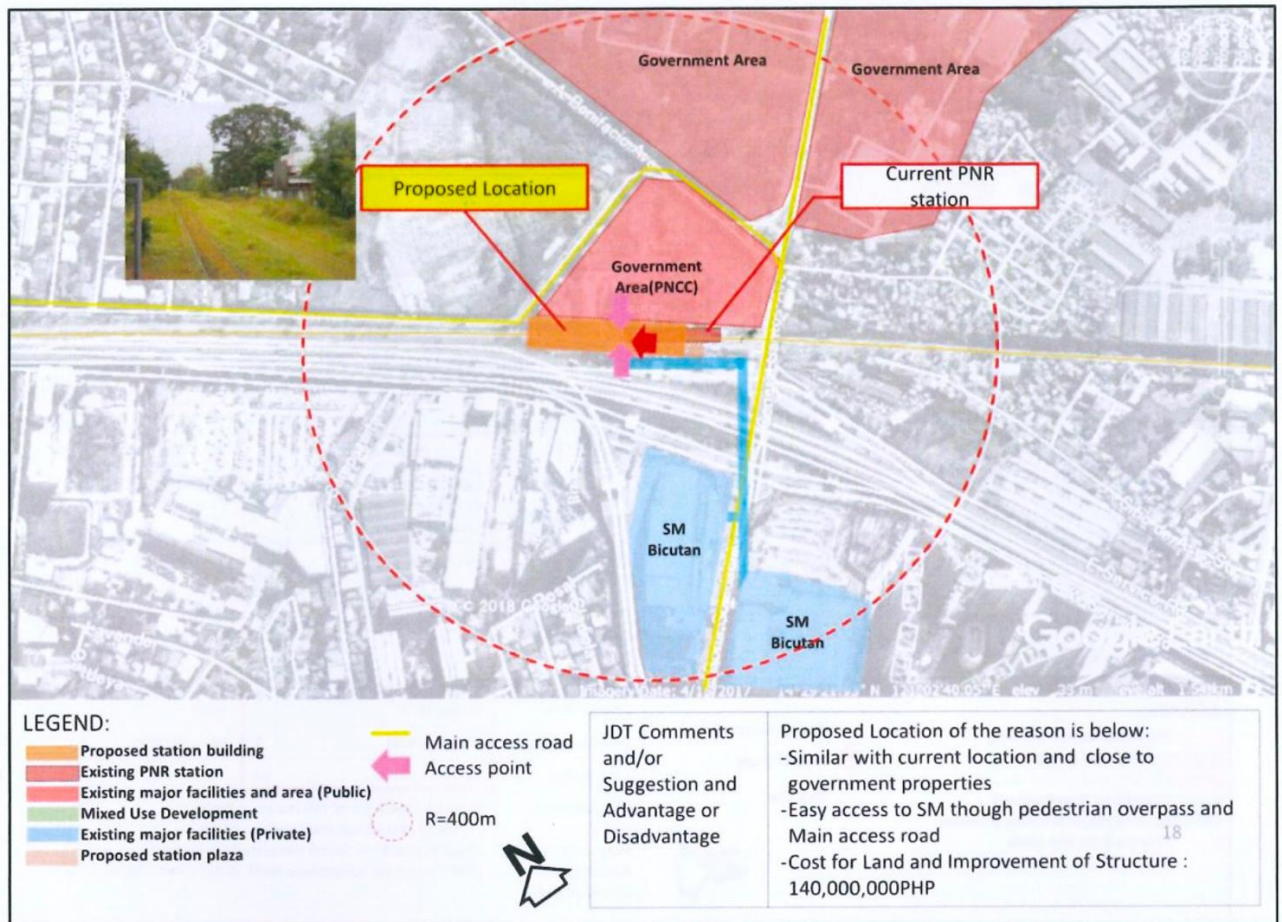 Government Area
Government Area
Proposed Location
Current PNR
station
Government
Area(PNCC)
SM
Bicutan
SM
Bicutan
LEGEND:
Proposed station building
Existing PNR station
Existing major facilities and area (Public)
Mixed Use Development
Existing major facilities (Private)
Proposed station plaza
Main access road
Access point
R=400m
N
JDT Comments
and/or
Suggestion and
Advantage or
Disadvantage
Proposed Location of the reason is below:
-Similar with current location and close to
government properties
-Easy access to SM though pedestrian overpass and
Main access road
-Cost for Land and Improvement of Structure :
140,000,000PHP
18